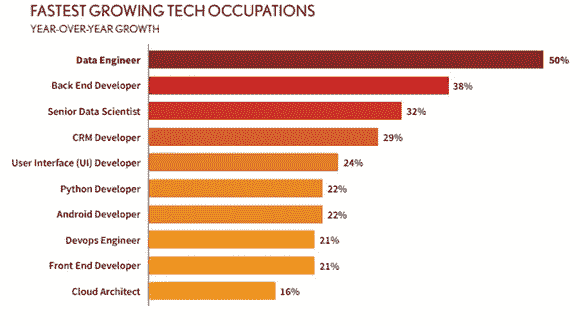 FASTEST GROWING TECH OCCUPATIONS
YEAR-OVER-YEAR GROWTH
Data Engineer 50%
Back End Developer 38%
Senior Data Scientist 32%
CRM Developer 29%
User Interface (UI) Developer 24%
Python Developer 22%
Android Developer 22%
Devops Engineer 21%
Front End Developer 21%
Cloud Architect 16%